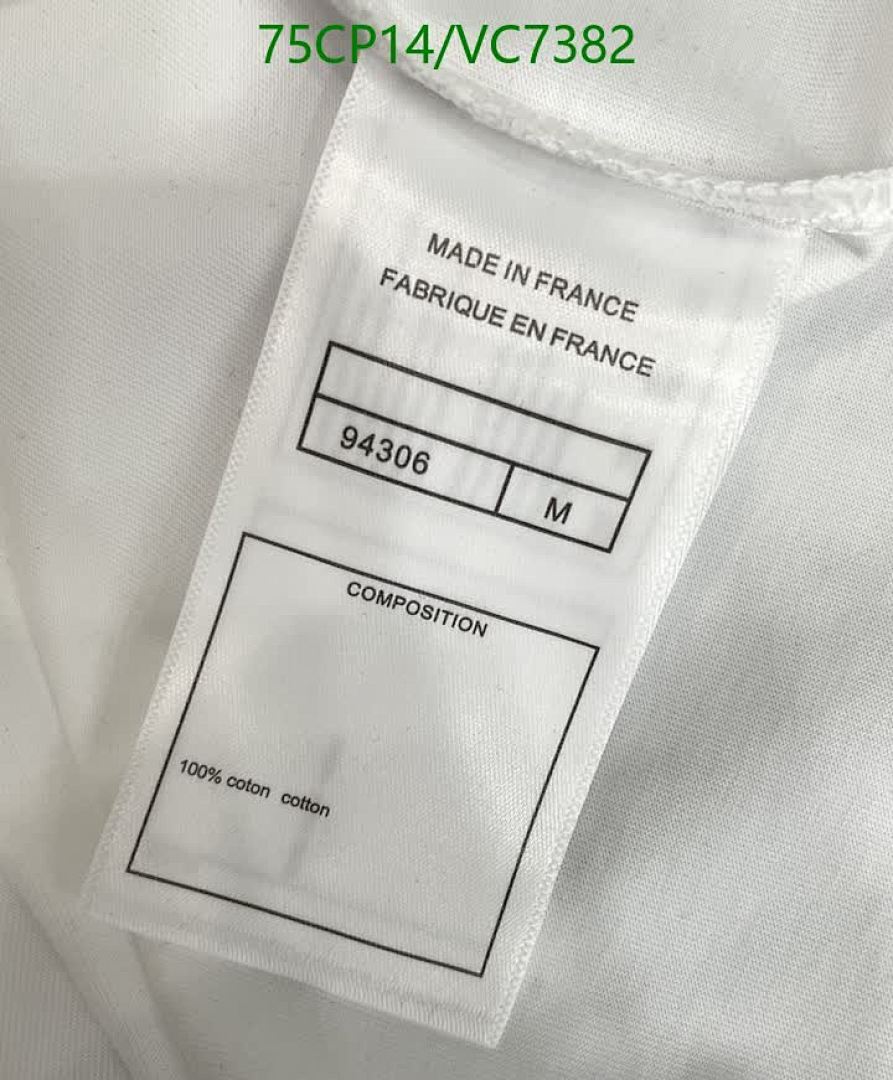 75CP14/VC7382
MADE IN FRANCE
FABRIQUE EN FRANCE
94306
M
COMPOSITION
100% coton cotton